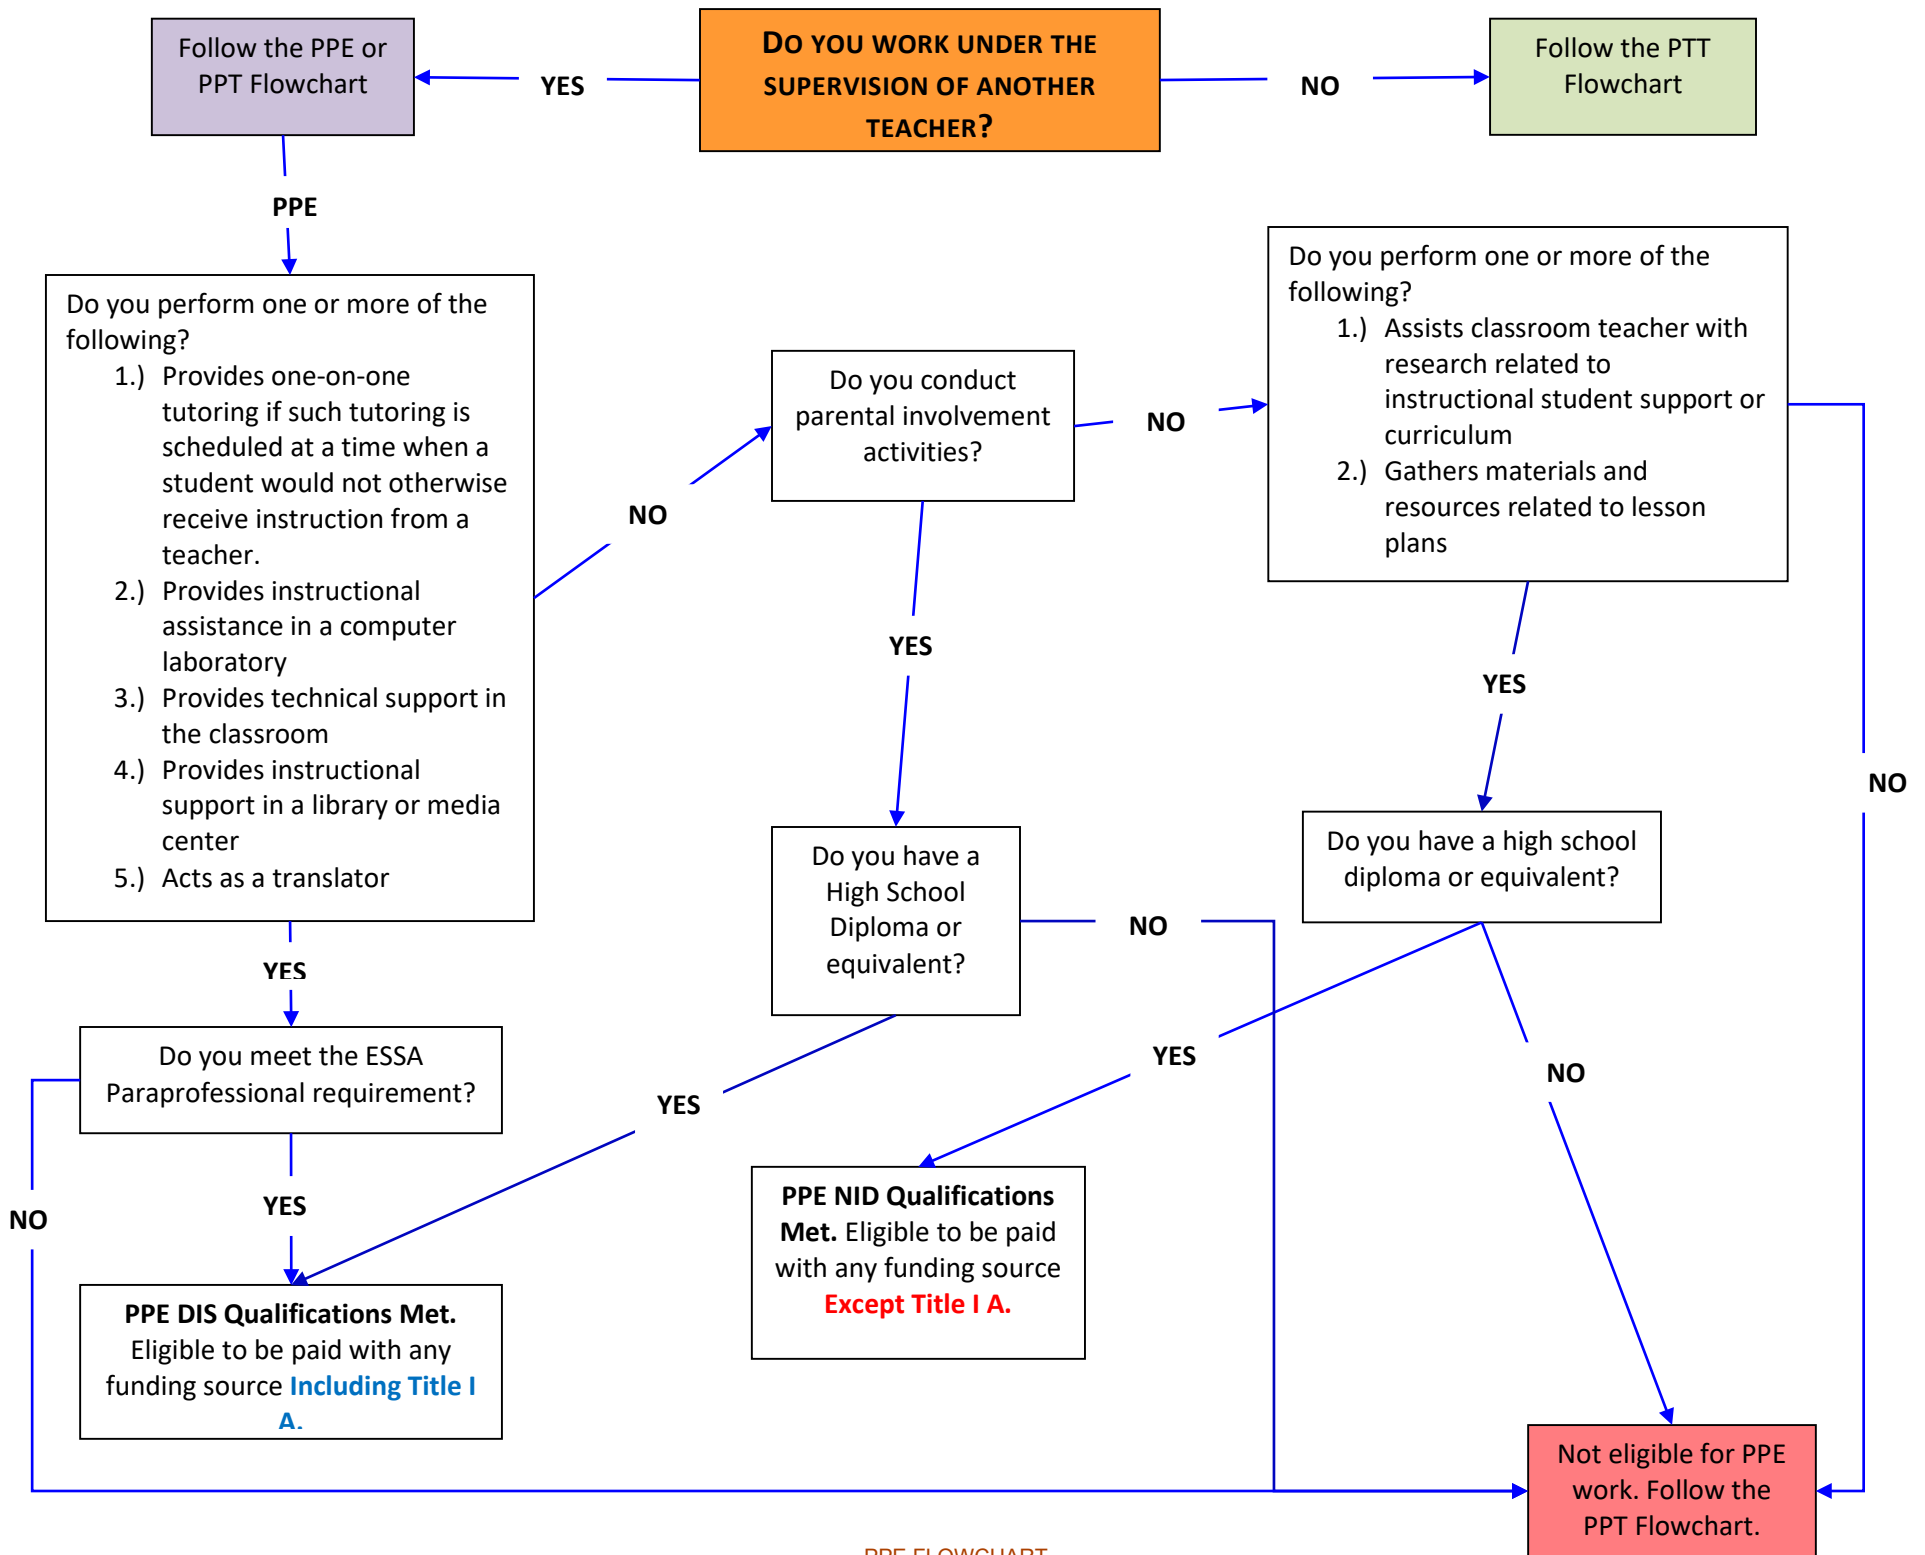 Follow the PPE or
PPT Flowchart
YES
DO YOU WORK UNDER THE
SUPERVISION OF ANOTHER
TEACHER?
NO
Follow the PTT
Flowchart
PPE
Do you perform one or more of the
following?
1.) Provides one-on-one
tutoring if such tutoring is
scheduled at a time when a
student would not otherwise
receive instruction from a
teacher.
2.) Provides instructional
assistance in a computer
laboratory
3.) Provides technical support in
the classroom
4.) Provides instructional
support in a library or media
center
5.) Acts as a translator
NO
Do you conduct
parental involvement
activities?
NO
Do you perform one or more of the
following?
1.) Assists classroom teacher with
research related to
instructional student support or
curriculum
2.) Gathers materials and
resources related to lesson
plans
YES
YES
NO
Do you have a
High School
Diploma or
equivalent?
NO
Do you have a high school
diploma or equivalent?
YES
Do you meet the ESSA
Paraprofessional requirement?
YES
YES
NO
NO
YES
PPE DIS Qualifications Met.
Eligible to be paid with any
funding source Including Title I
A.
PPE NID Qualifications
Met. Eligible to be paid
with any funding source
Except Title I A.
Not eligible for PPE
work. Follow the
PPT Flowchart.
PPE FLOWCHART